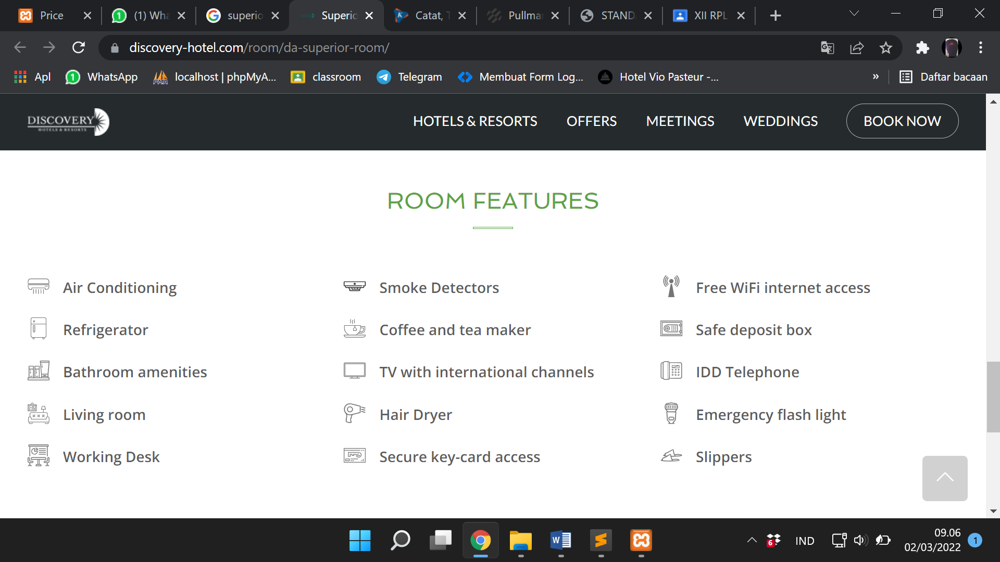 Price
(1) Wha
superio
Superio
Catat, T
Pullmar
STAND
XII RPL
discovery-hotel.com/room/da-superior-room/
Apl
WhatsApp
localhost | phpMyA...
classroom
Telegram
Membuat Form Log...
Hotel Vio Pasteur -...
»
Daftar bacaan
DISCOVERY
HOTELS & RESORTS
HOTELS & RESORTS
OFFERS
MEETINGS
WEDDINGS
BOOK NOW
ROOM FEATURES
Air Conditioning
Smoke Detectors
Free WiFi internet access
Refrigerator
Coffee and tea maker
Safe deposit box
Bathroom amenities
TV with international channels
IDD Telephone
Living room
Hair Dryer
Emergency flash light
Working Desk
Secure key-card access
Slippers
6
IND
09.06
02/03/2022
1